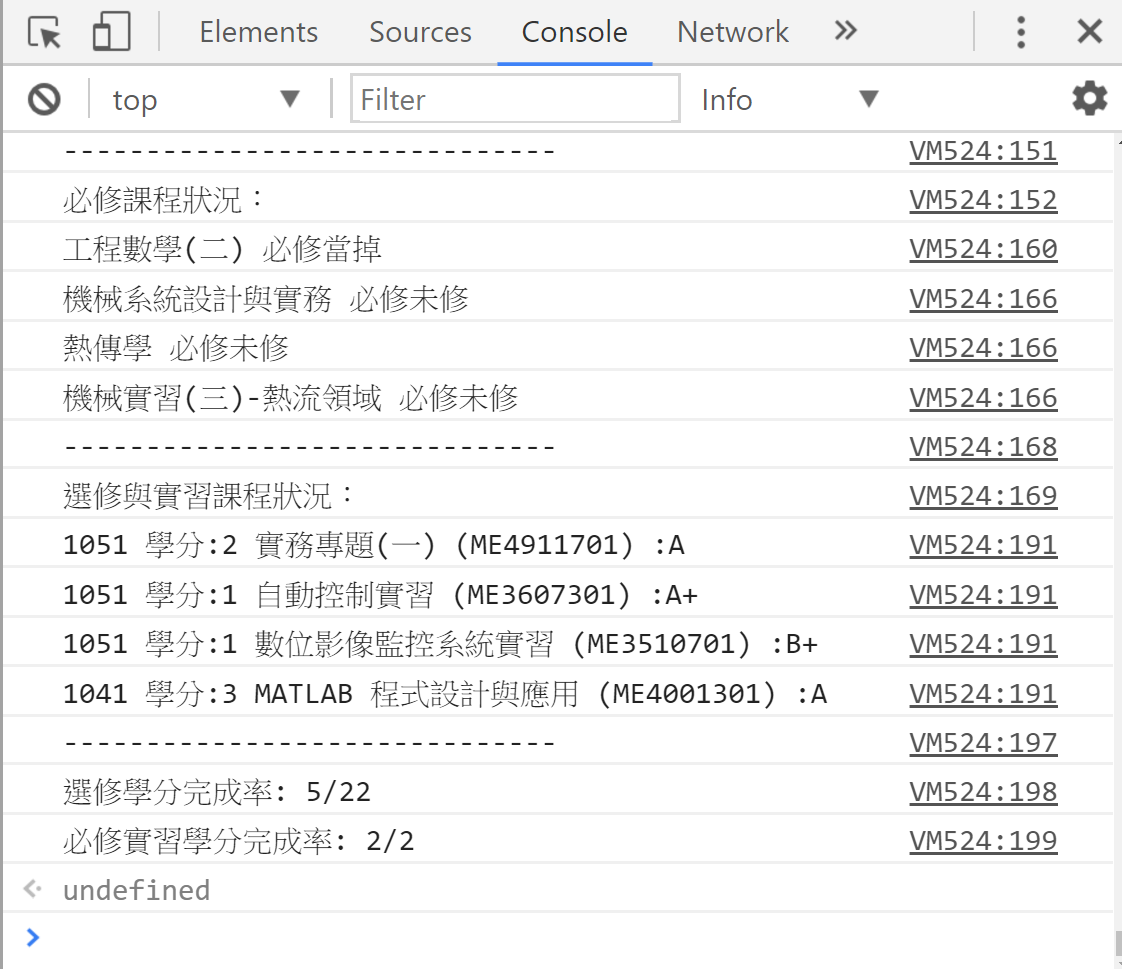 Elements Sources Console Network »
top Filter Info
------------------------------ VM524:151
必修課程狀況： VM524:152
工程數學(二) 必修當掉 VM524:160
機械系統設計與實務 必修未修 VM524:166
熱傳學 必修未修 VM524:166
機械實習(三)-熱流領域 必修未修 VM524:166
------------------------------ VM524:168
選修與實習課程狀況： VM524:169
1051 學分:2 實務專題(一) (ME4911701) :A VM524:191
1051 學分:1 自動控制實習 (ME3607301) :A+ VM524:191
1051 學分:1 數位影像監控系統實習 (ME3510701) :B+ VM524:191
1041 學分:3 MATLAB 程式設計與應用 (ME4001301) :A VM524:191
------------------------------ VM524:197
選修學分完成率: 5/22 VM524:198
必修實習學分完成率: 2/2 VM524:199
undefined